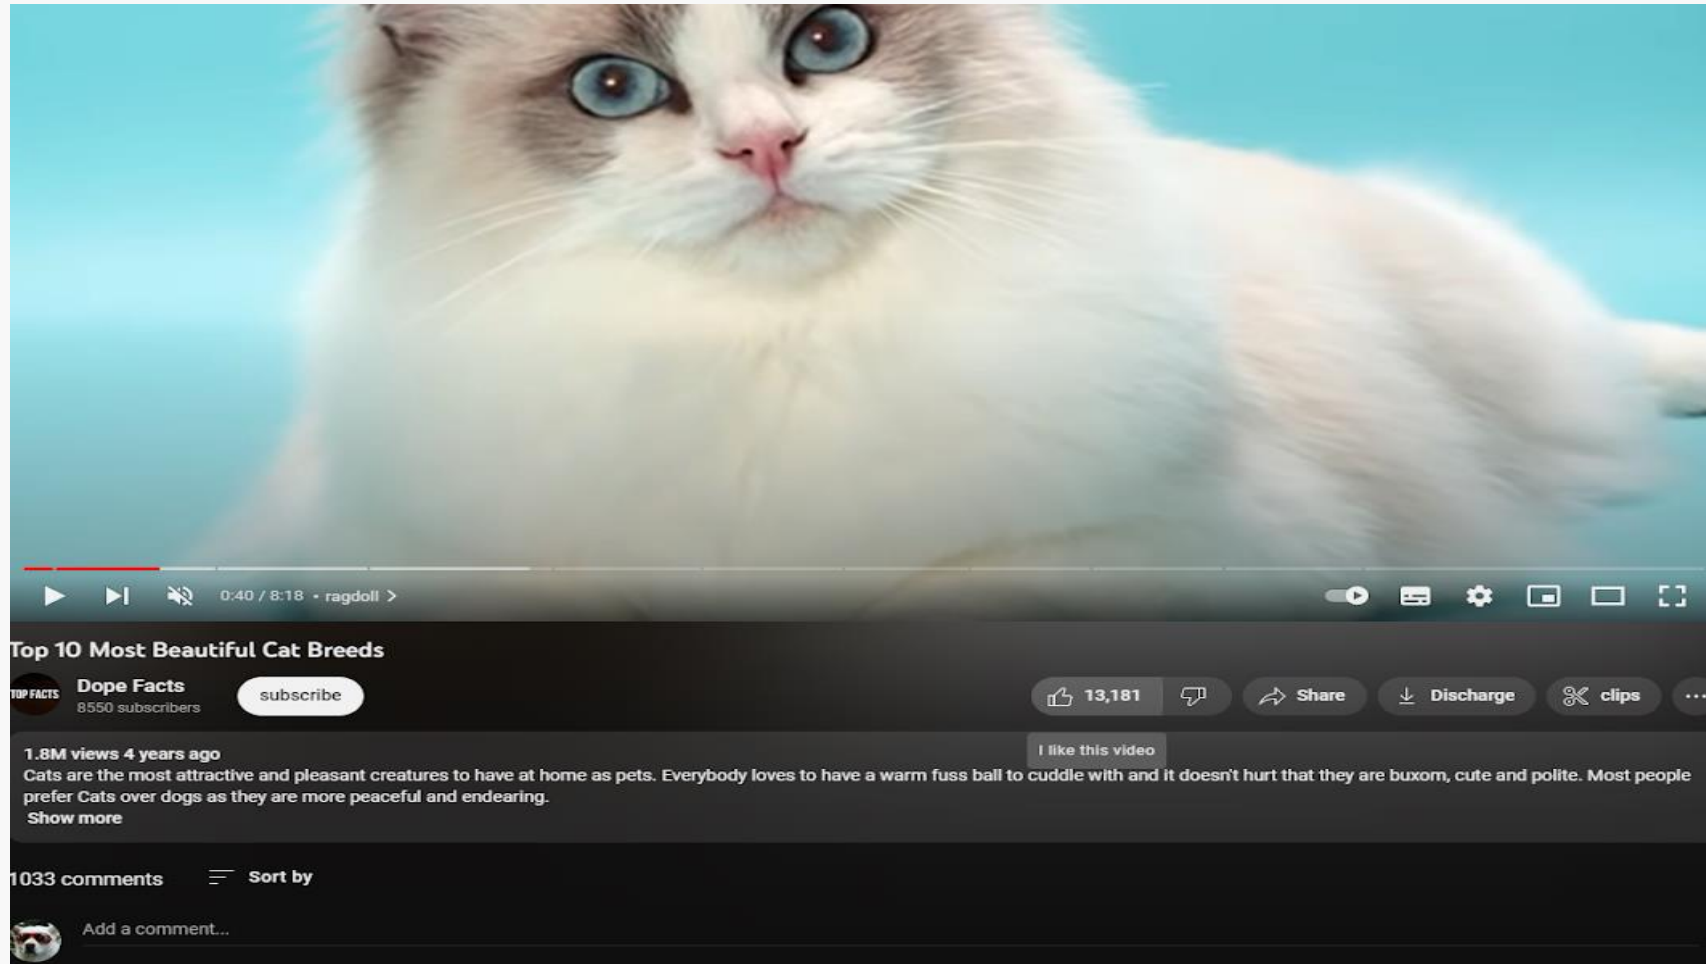 0:40 / 8:18 • ragdoll >
Top 10 Most Beautiful Cat Breeds
TOP FACTS
Dope Facts
8550 subscribers
subscribe
13,181
Share
Discharge
clips
I like this video
1.8M views 4 years ago
Cats are the most attractive and pleasant creatures to have at home as pets. Everybody loves to have a warm fuss ball to cuddle with and it doesn't hurt that they are buxom, cute and polite. Most people
prefer Cats over dogs as they are more peaceful and endearing.
Show more
1033 comments
Sort by
Add a comment...